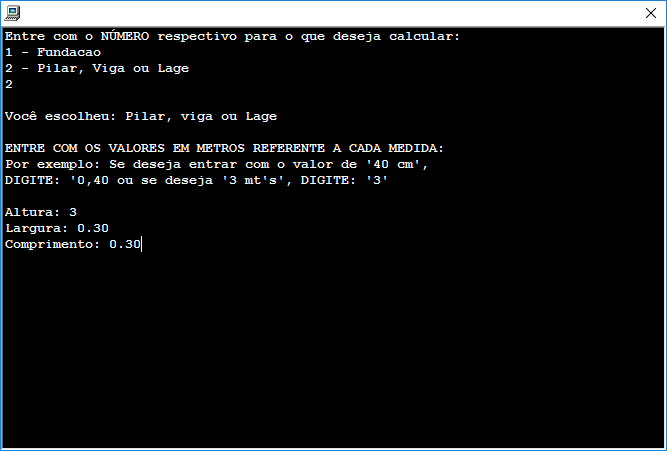 Entre com o NÚMERO respectivo para o que deseja calcular:
1 - Fundacao
2 - Pilar, Viga ou Lage
2
Você escolheu: Pilar, viga ou Lage
ENTRE COM OS VALORES EM METROS REFERENTE A CADA MEDIDA:
Por exemplo: Se deseja entrar com o valor de '40 cm',
DIGITE: '0,40 ou se deseja '3 mt's', DIGITE: '3'
Altura: 3
Largura: 0.30
Comprimento: 0.30